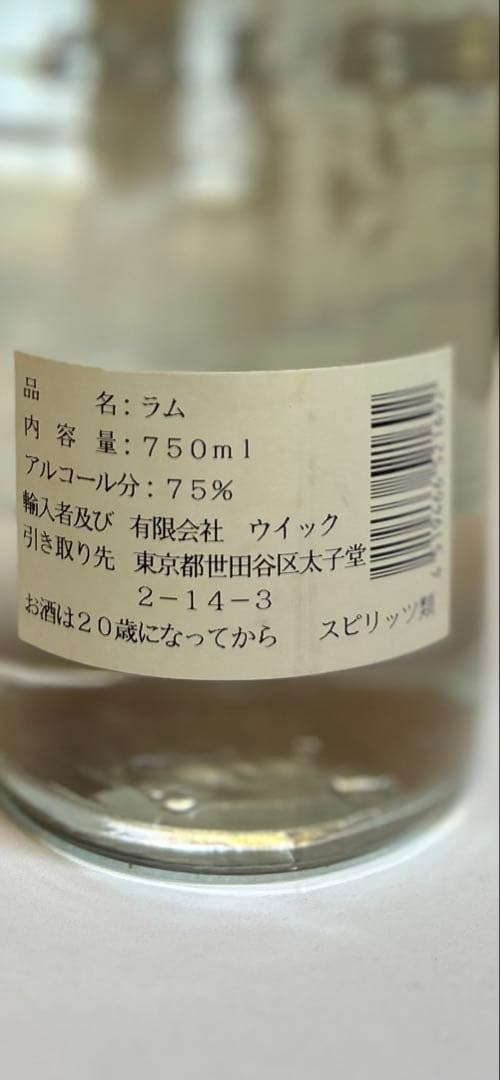 品　　名：ラム
内 容 量：７５０ｍｌ
アルコール分：７５％
輸入者及び 有限会社 ウイック
引き取り先 東京都世田谷区太子堂
２－１４－３
お酒は２０歳になってから スピリッツ類